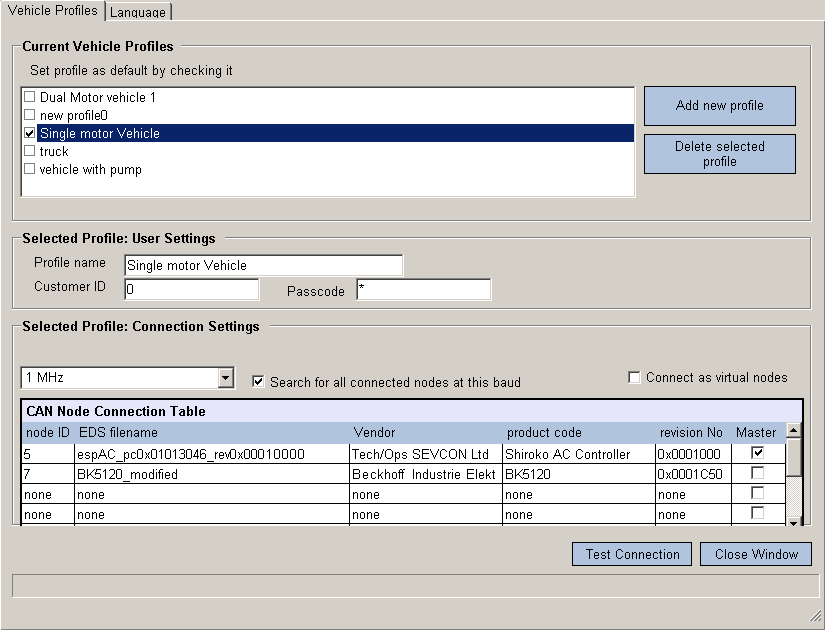 Vehicle Profiles Language
Current Vehicle Profiles
Set profile as default by checking it
Dual Motor vehicle 1
new profile0
Single motor Vehicle
truck
vehicle with pump
Add new profile
Delete selected
profile
Selected Profile: User Settings
Profile name Single motor Vehicle
Customer ID 0 Passcode *
Selected Profile: Connection Settings
1 MHz Search for all connected nodes at this baud Connect as virtual nodes
CAN Node Connection Table
node ID EDS filename Vendor product code revision No Master
5 espAC_pc0x01013046_rev0x00010000 Tech/Ops SEVCON Ltd Shiroko AC Controller 0x0001000
7 BK5120_modified Beckhoff Industrie Elekt BK5120 0x0001C50
none none none none none
none none none none none
Test Connection Close Window